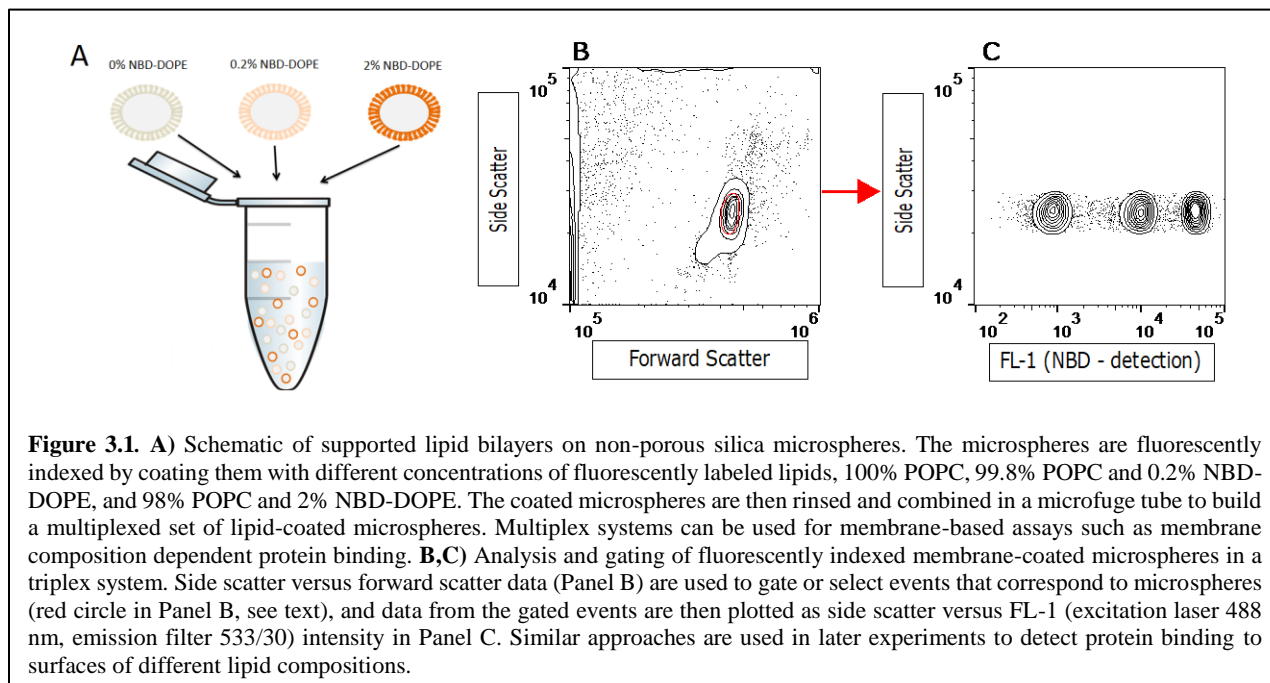 A
0% NBD-DOPE
0.2% NBD-DOPE
2% NBD-DOPE
B
10^5
Side Scatter
10^4
10^5
10^6
Forward Scatter
C
10^5
Side Scatter
10^4
10^2
10^3
10^4
10^5
FL-1 (NBD - detection)
Figure 3.1. A) Schematic of supported lipid bilayers on non-porous silica microspheres. The microspheres are fluorescently
indexed by coating them with different concentrations of fluorescently labeled lipids, 100% POPC, 99.8% POPC and 0.2% NBD-
DOPE, and 98% POPC and 2% NBD-DOPE. The coated microspheres are then rinsed and combined in a microfuge tube to build
a multiplexed set of lipid-coated microspheres. Multiplex systems can be used for membrane-based assays such as membrane
composition dependent protein binding. B,C) Analysis and gating of fluorescently indexed membrane-coated microspheres in a
triplex system. Side scatter versus forward scatter data (Panel B) are used to gate or select events that correspond to microspheres
(red circle in Panel B, see text), and data from the gated events are then plotted as side scatter versus FL-1 (excitation laser 488
nm, emission filter 533/30) intensity in Panel C. Similar approaches are used in later experiments to detect protein binding to
surfaces of different lipid compositions.